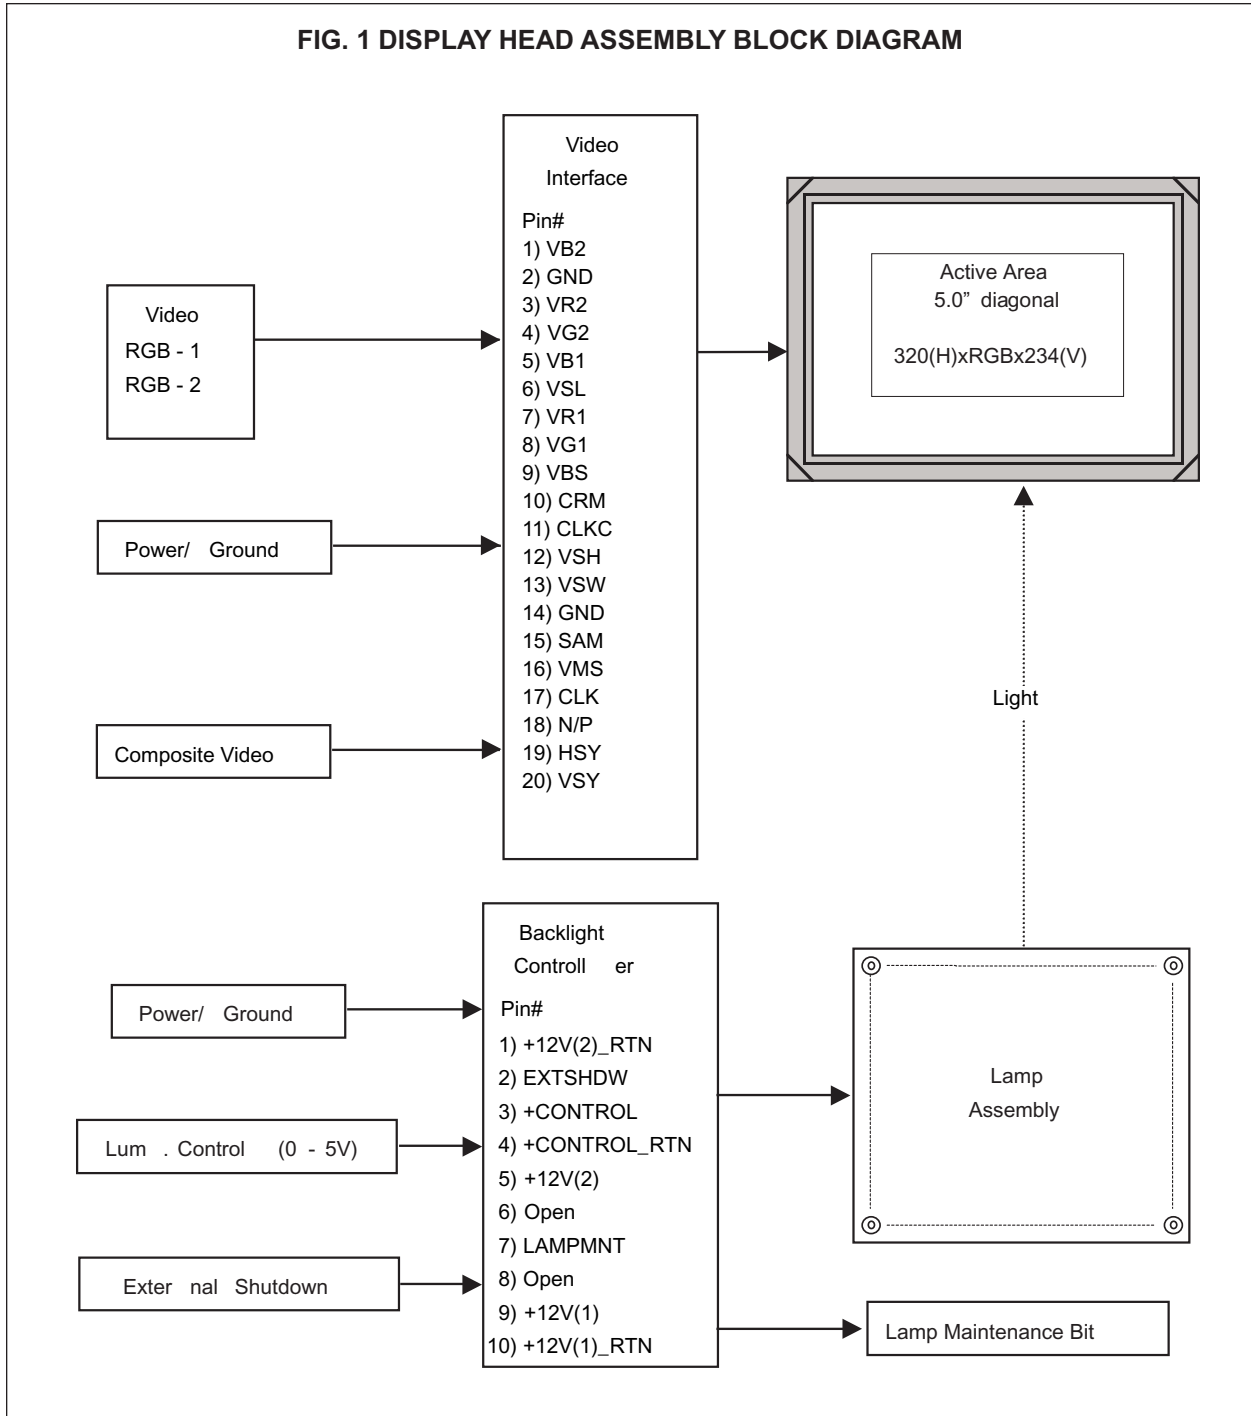 FIG. 1 DISPLAY HEAD ASSEMBLY BLOCK DIAGRAM
Video
Interface
Pin#
1) VB2
2) GND
3) VR2
4) VG2
5) VB1
6) VSL
7) VR1
8) VG1
9) VBS
10) CRM
11) CLKC
12) VSH
13) VSW
14) GND
15) SAM
16) VMS
17) CLK
18) N/P
19) HSY
20) VSY
Video
RGB - 1
RGB - 2
Power/ Ground
Composite Video
Active Area
5.0” diagonal
320(H)xRGBx234(V)
Light
Backlight
Controll er
Pin#
1) +12V(2)_RTN
2) EXTSHDW
3) +CONTROL
4) +CONTROL_RTN
5) +12V(2)
6) Open
7) LAMPMNT
8) Open
9) +12V(1)
10) +12V(1)_RTN
Power/ Ground
Lum . Control (0 - 5V)
Exter nal Shutdown
Lamp
Assembly
Lamp Maintenance Bit